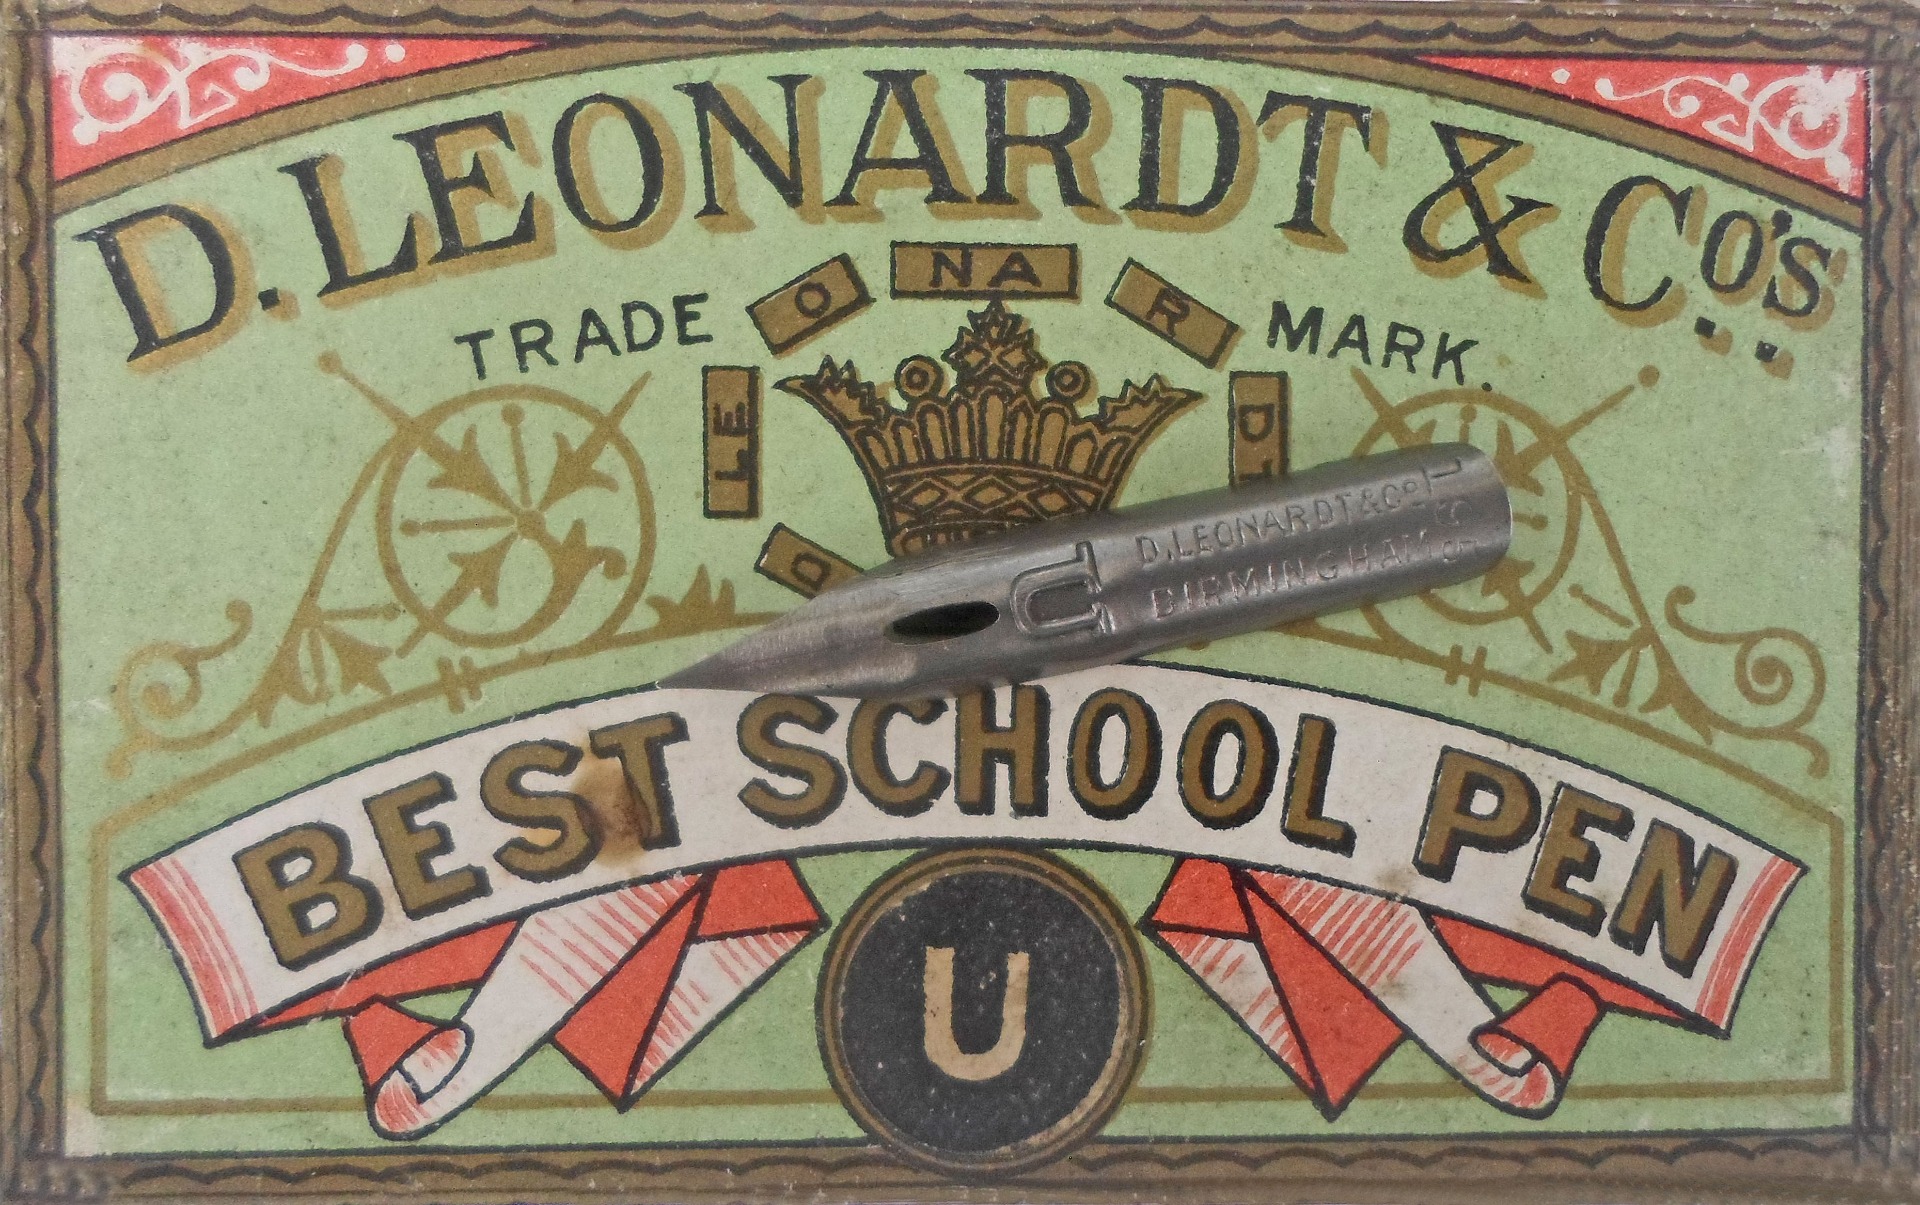 D. LEONARDT & Co's
TRADE MARK.
D LE O NA R D
U
D. LEONARDT & Co
BIRMINGHAM
BEST SCHOOL PEN
U